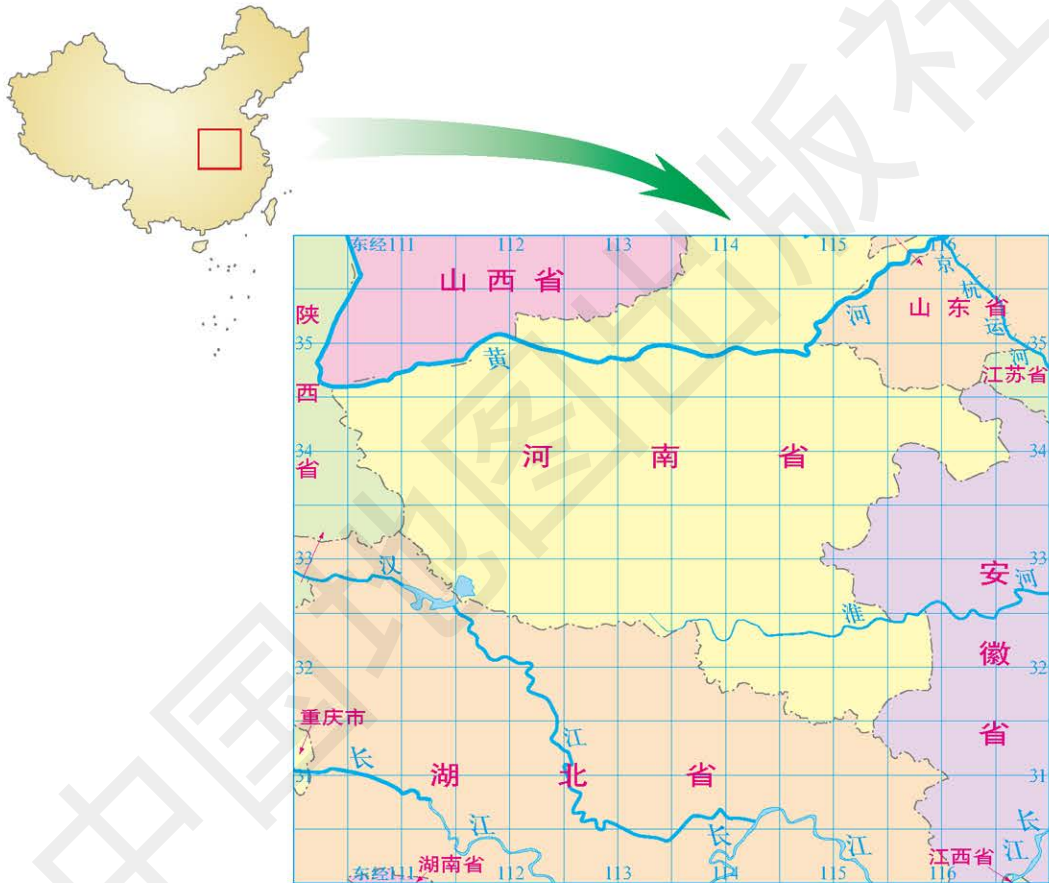 东经111 112 113 114 115 116
山西省
陕西省
黄河
山东省
京杭运河
江苏省
35 35
河南省
34 34
33 33
汉江
淮河
安徽省
32 32
重庆市
31 31
长江
湖北省
长江
长江
湖南省
江西省
东经111 112 113 114 115 116
中国地图出版社